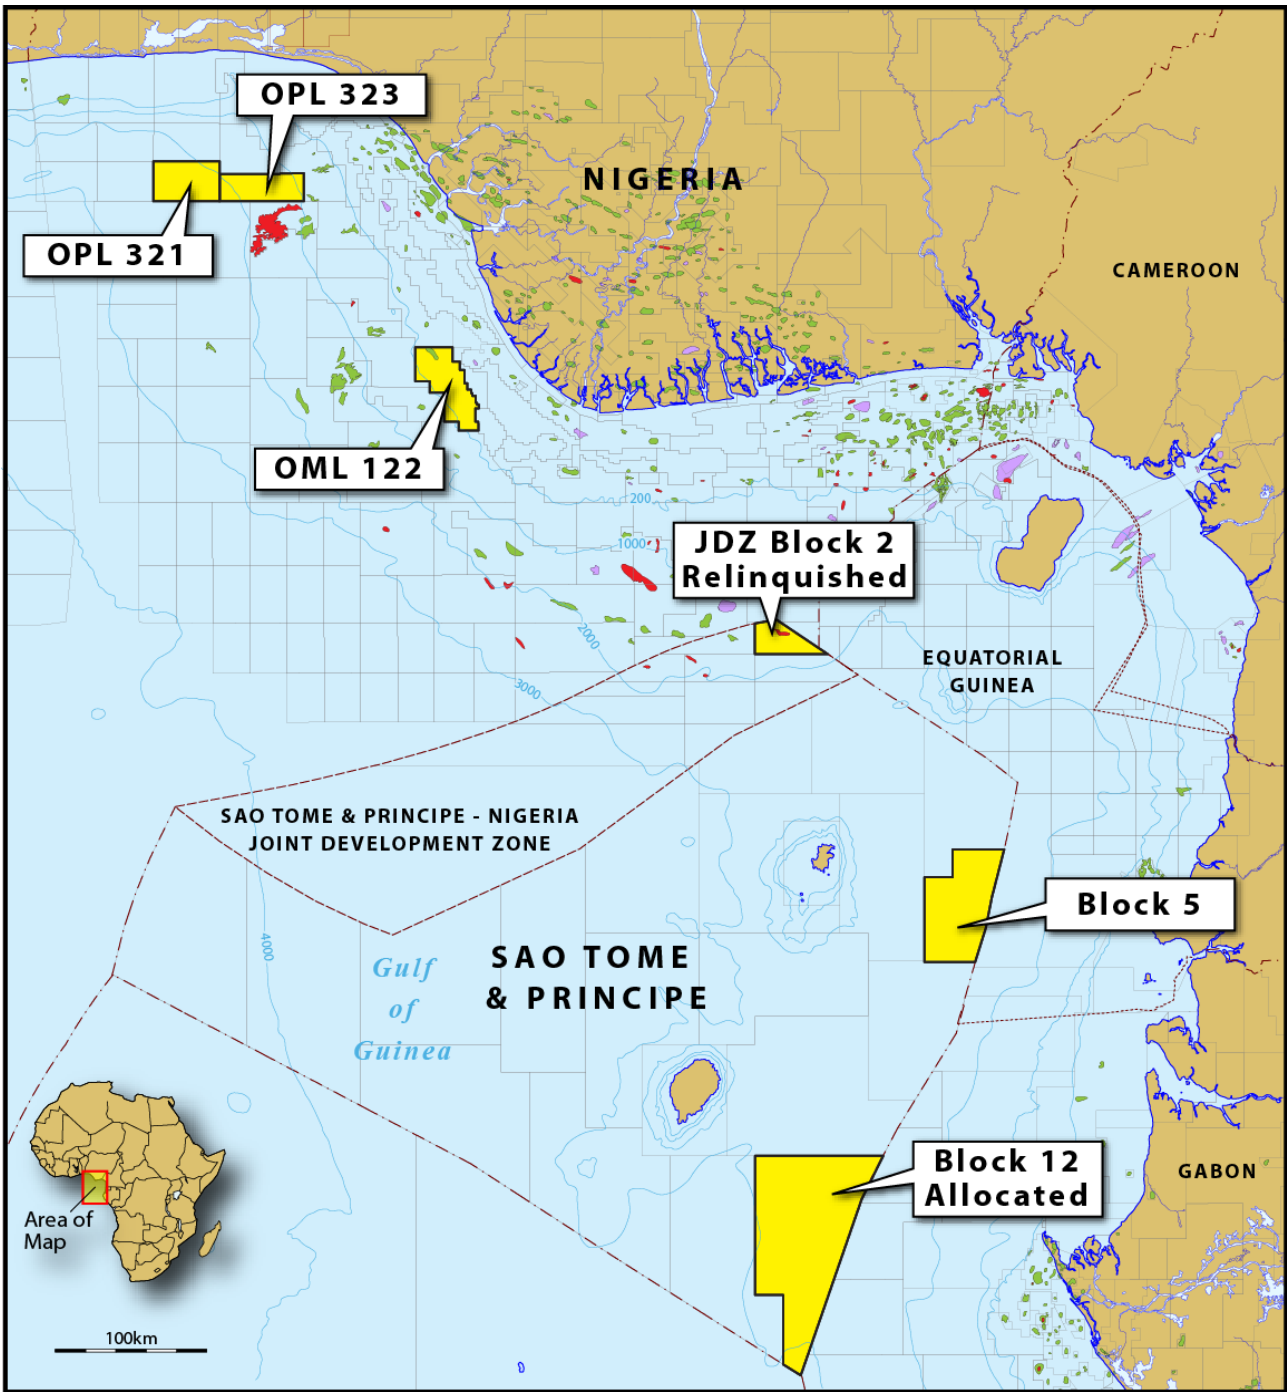 OPL 323
NIGERIA
OPL 321
CAMEROON
OML 122
200
1000
JDZ Block 2
Relinquished
2000
3000
EQUATORIAL
GUINEA
SAO TOME & PRINCIPE - NIGERIA
JOINT DEVELOPMENT ZONE
Block 5
4000
Gulf
of
Guinea
SAO TOME
& PRINCIPE
Block 12
Allocated
GABON
Area of
Map
100km